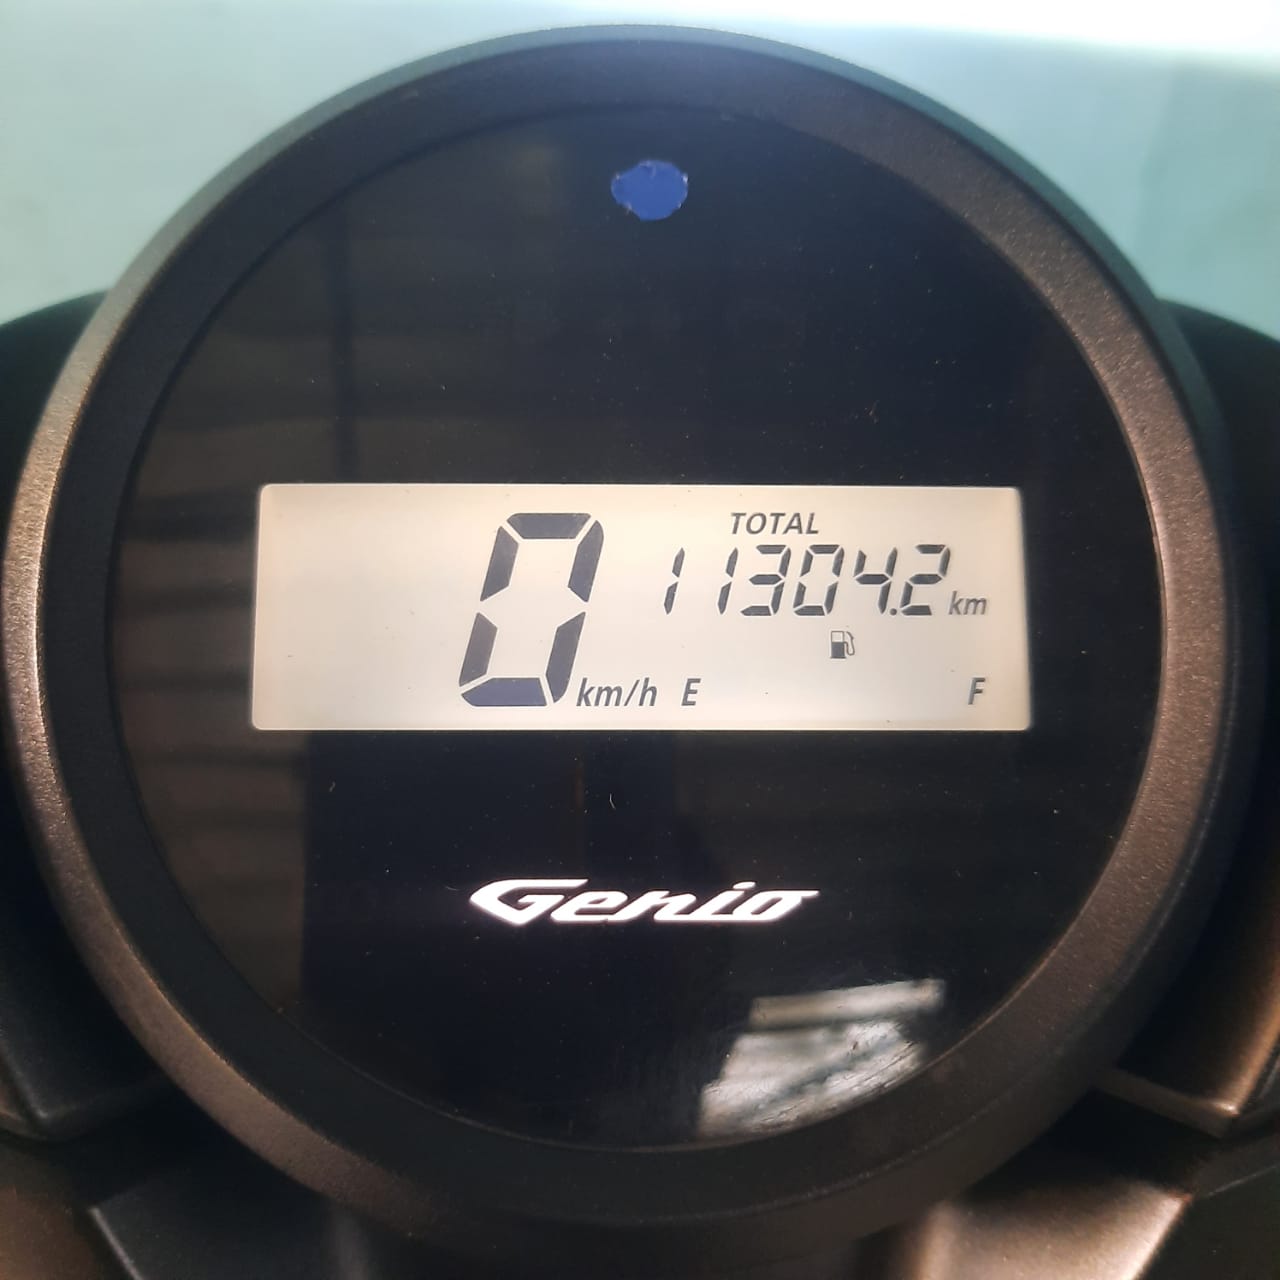 TOTAL
0 km/h 11304.2 km
E F
Genio